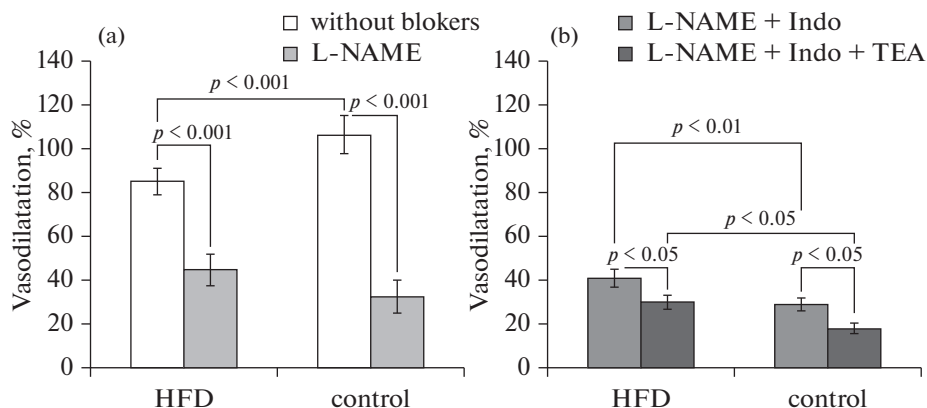 (a)
without blokers
L-NAME
Vasodilatation, %
140
120
100
80
60
40
20
0
p < 0.001
p < 0.001
p < 0.001
HFD
control
(b)
L-NAME + Indo
L-NAME + Indo + TEA
Vasodilatation, %
140
120
100
80
60
40
20
0
p < 0.01
p < 0.05
p < 0.05
p < 0.05
HFD
control